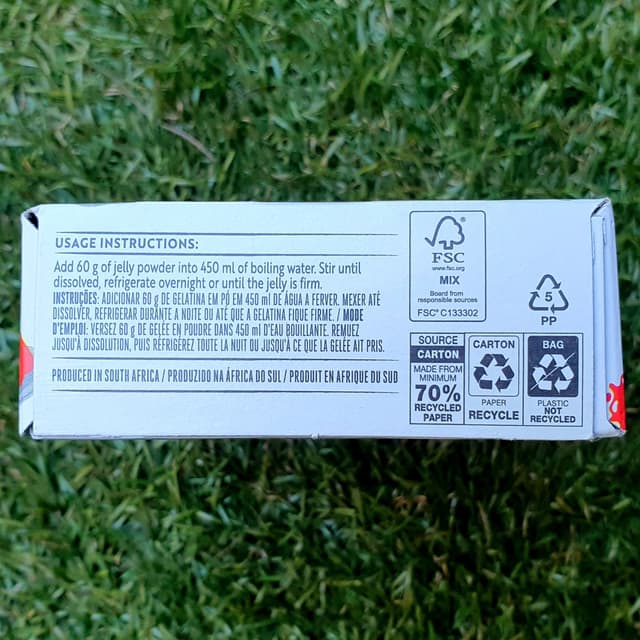 USAGE INSTRUCTIONS:
Add 60 g of jelly powder into 450 ml of boiling water. Stir until
dissolved, refrigerate overnight or until the jelly is firm.
INSTRUÇÕES: ADICIONAR 60 g DE GELATINA EM PÓ EM 450 ml DE ÁGUA A FERVER. MEXER ATÉ
DISSOLVER, REFRIGERAR DURANTE A NOITE OU ATÉ QUE A GELATINA FIQUE FIRME. / MODE
D'EMPLOI: VERSEZ 60 g DE GELÉE EN POUDRE DANS 450 ml D'EAU BOUILLANTE. REMUEZ
JUSQU'À DISSOLUTION, PUIS RÉFRIGÉREZ TOUTE LA NUIT OU JUSQU'À CE QUE LA GELÉE AIT PRIS.
PRODUCED IN SOUTH AFRICA / PRODUZIDO NA ÁFRICA DO SUL / PRODUIT EN AFRIQUE DU SUD
FSC®
www.fsc.org
MIX
Board from
responsible sources
FSC® C133302
5
PP
SOURCE
CARTON
MADE FROM
MINIMUM
70%
RECYCLED
PAPER
CARTON
PAPER
RECYCLE
BAG
PLASTIC
NOT
RECYCLED